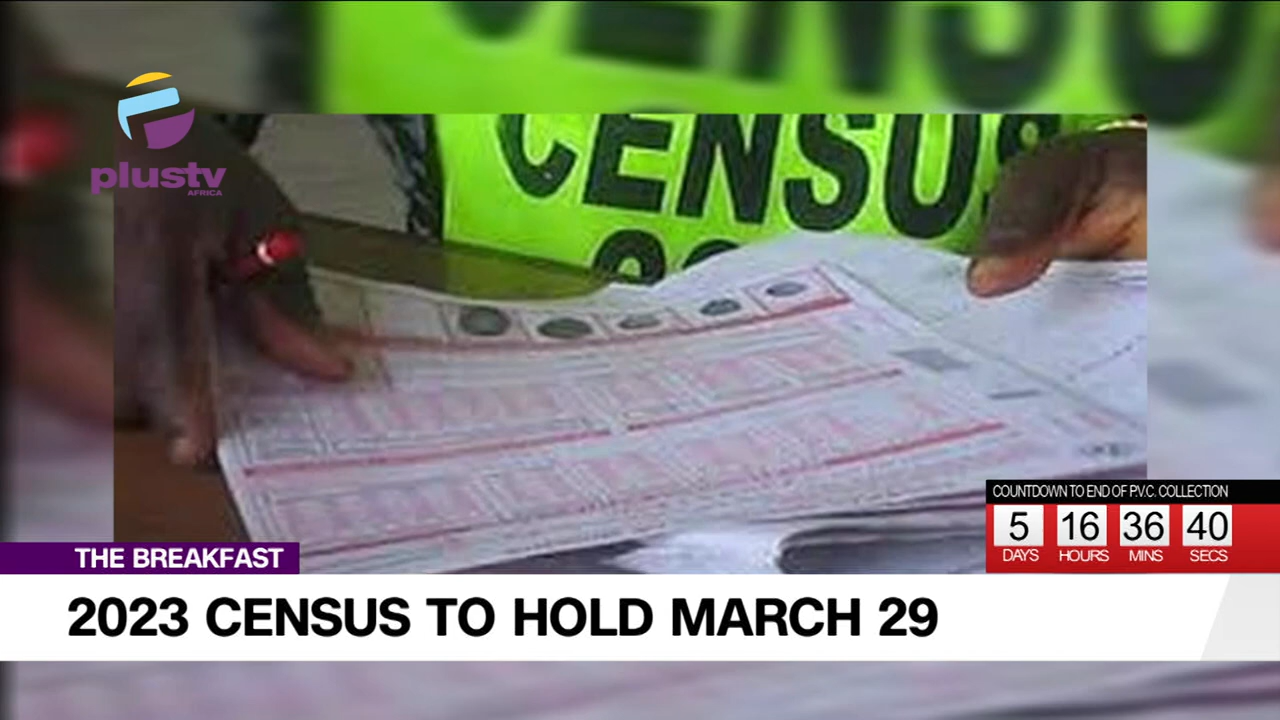 CENSUS
plustv
AFRICA
CENSUS
COUNTDOWN TO END OF P.V.C. COLLECTION
5 16 36 40
DAYS HOURS MINS SECS
THE BREAKFAST
2023 CENSUS TO HOLD MARCH 29